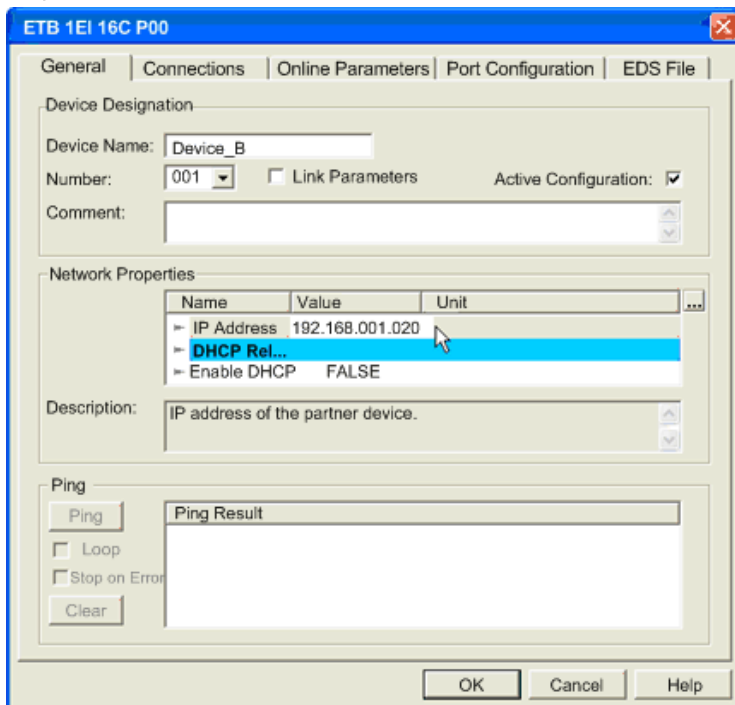 ETB 1EI 16C P00
General Connections Online Parameters Port Configuration EDS File
Device Designation
Device Name: Device_B
Number: 001 Link Parameters Active Configuration:
Comment:
Network Properties
Name Value Unit ...
IP Address 192.168.001.020
DHCP Rel...
Enable DHCP FALSE
Description: IP address of the partner device.
Ping
Ping Ping Result
Loop
Stop on Error
Clear
OK Cancel Help